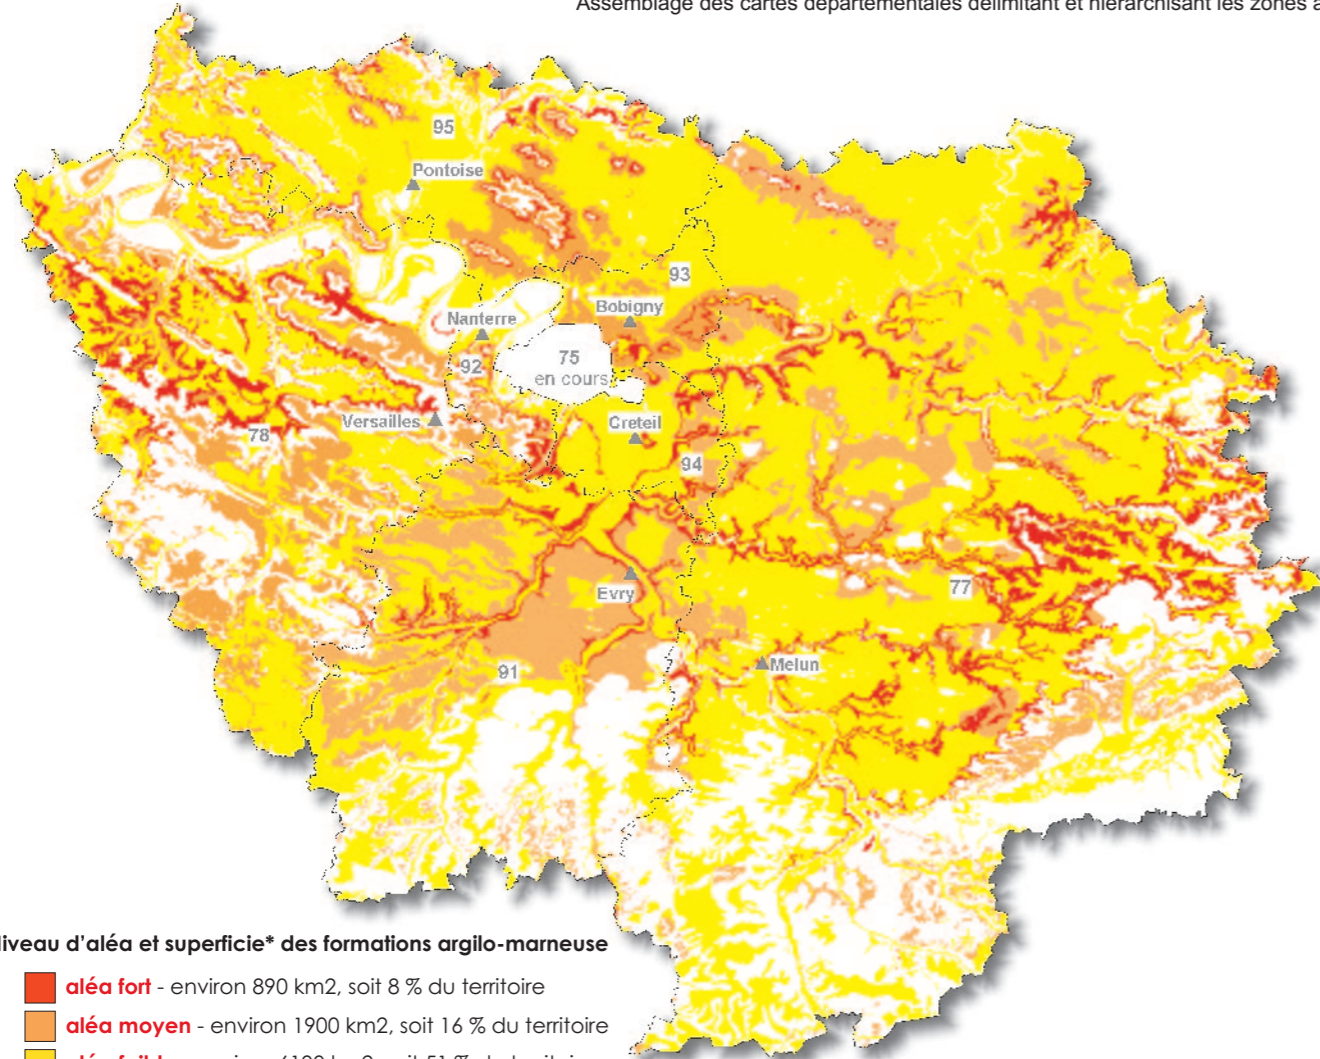 Assemblage des cartes départementales délimitant et hiérarchisant les zones
95
Pontoise
93
Bobigny
Nanterre
75
en cours
92
Versailles
Creteil
78
94
Evry
77
Melun
91
iveau d’aléa et superficie* des formations argilo-marneuse
aléa fort - environ 890 km2, soit 8 % du territoire
aléa moyen - environ 1900 km2, soit 16 % du territoire